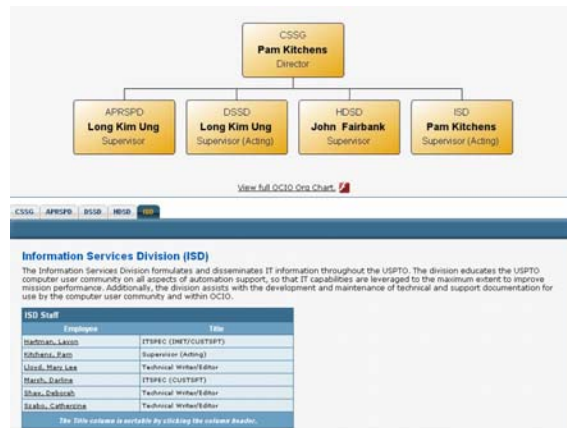 CSSG
Pam Kitchens
Director
APRSPD
Long Kim Ung
Supervisor
DSSD
Long Kim Ung
Supervisor (Acting)
HDSD
John Fairbank
Supervisor
ISD
Pam Kitchens
Supervisor (Acting)
View full OCIO Org Chart.
CSSG APRSPD DSSD HDSD ISD
Information Services Division (ISD)
The Information Services Division formulates and disseminates IT information throughout the USPTO. The division educates the USPTO
computer user community on all aspects of automation support, so that IT capabilities are leveraged to the maximum extent to improve
mission performance. Additionally, the division assists with the development and maintenance of technical and support documentation for
use by the computer user community and within OCIO.
ISD Staff
Employee Title
Hartman, Lavon ITSPEC (INET/CUSTSPT)
Kitchens, Pam Supervisor (Acting)
Lloyd, Mary Lee Technical Writer/Editor
Marsh, Darline ITSPEC (CUSTSPT)
Shaw, Deborah Technical Writer/Editor
Szabo, Catherine Technical Writer/Editor
The Title column is sortable by clicking the column header.